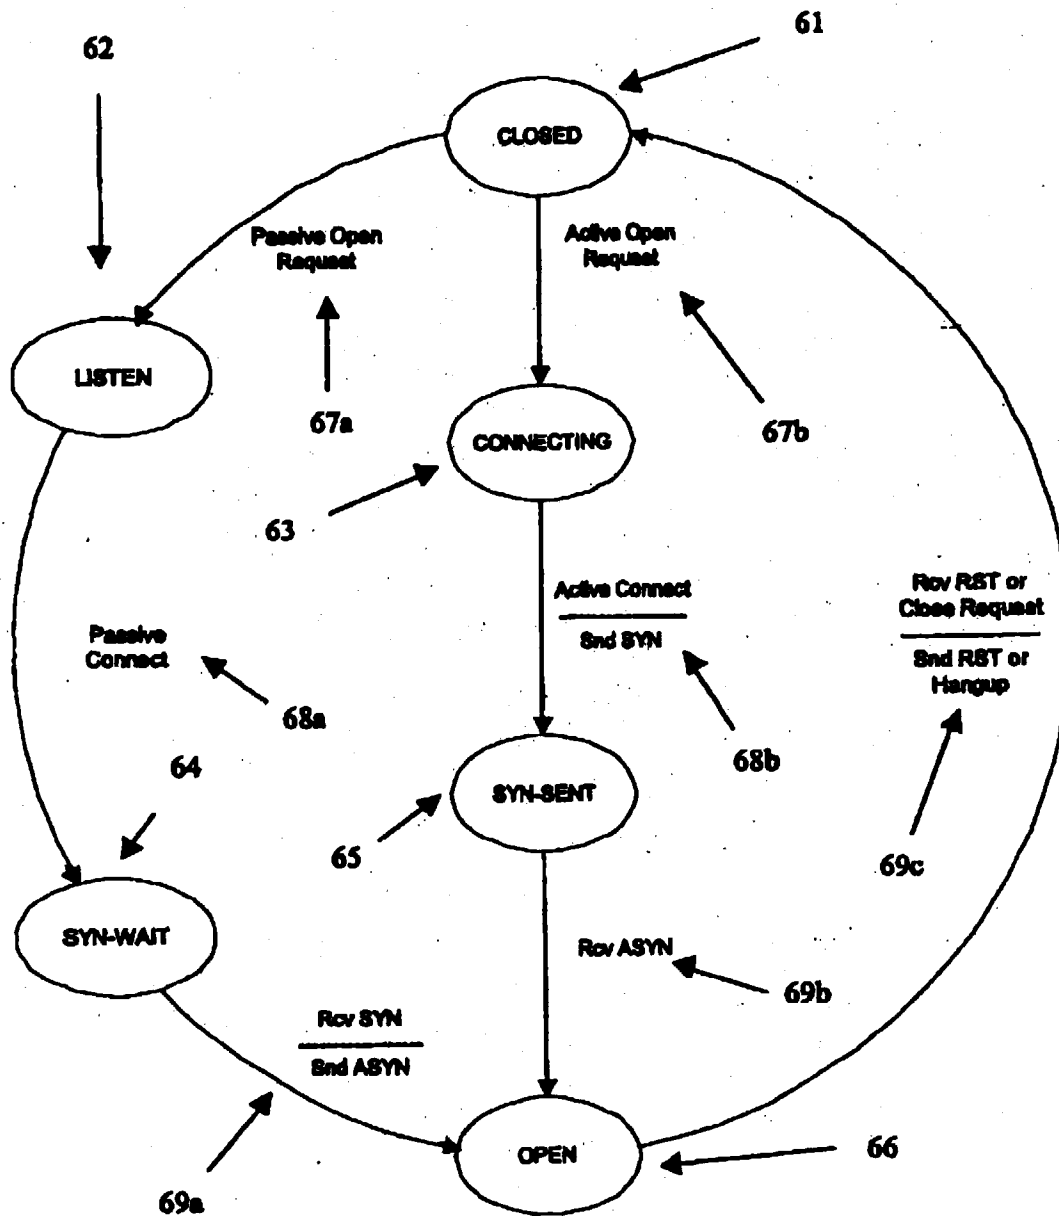 61
62
CLOSED
Passive Open
Request
Active Open
Request
LISTEN
67a
67b
CONNECTING
63
Active Connect
Snd SYN
Rcv RST or
Close Request
Snd RST or
Hangup
Passive
Connect
68a
68b
64
SYN-SENT
65
69c
SYN-WAIT
Rcv ASYN
69b
Rcv SYN
Snd ASYN
OPEN
66
69a